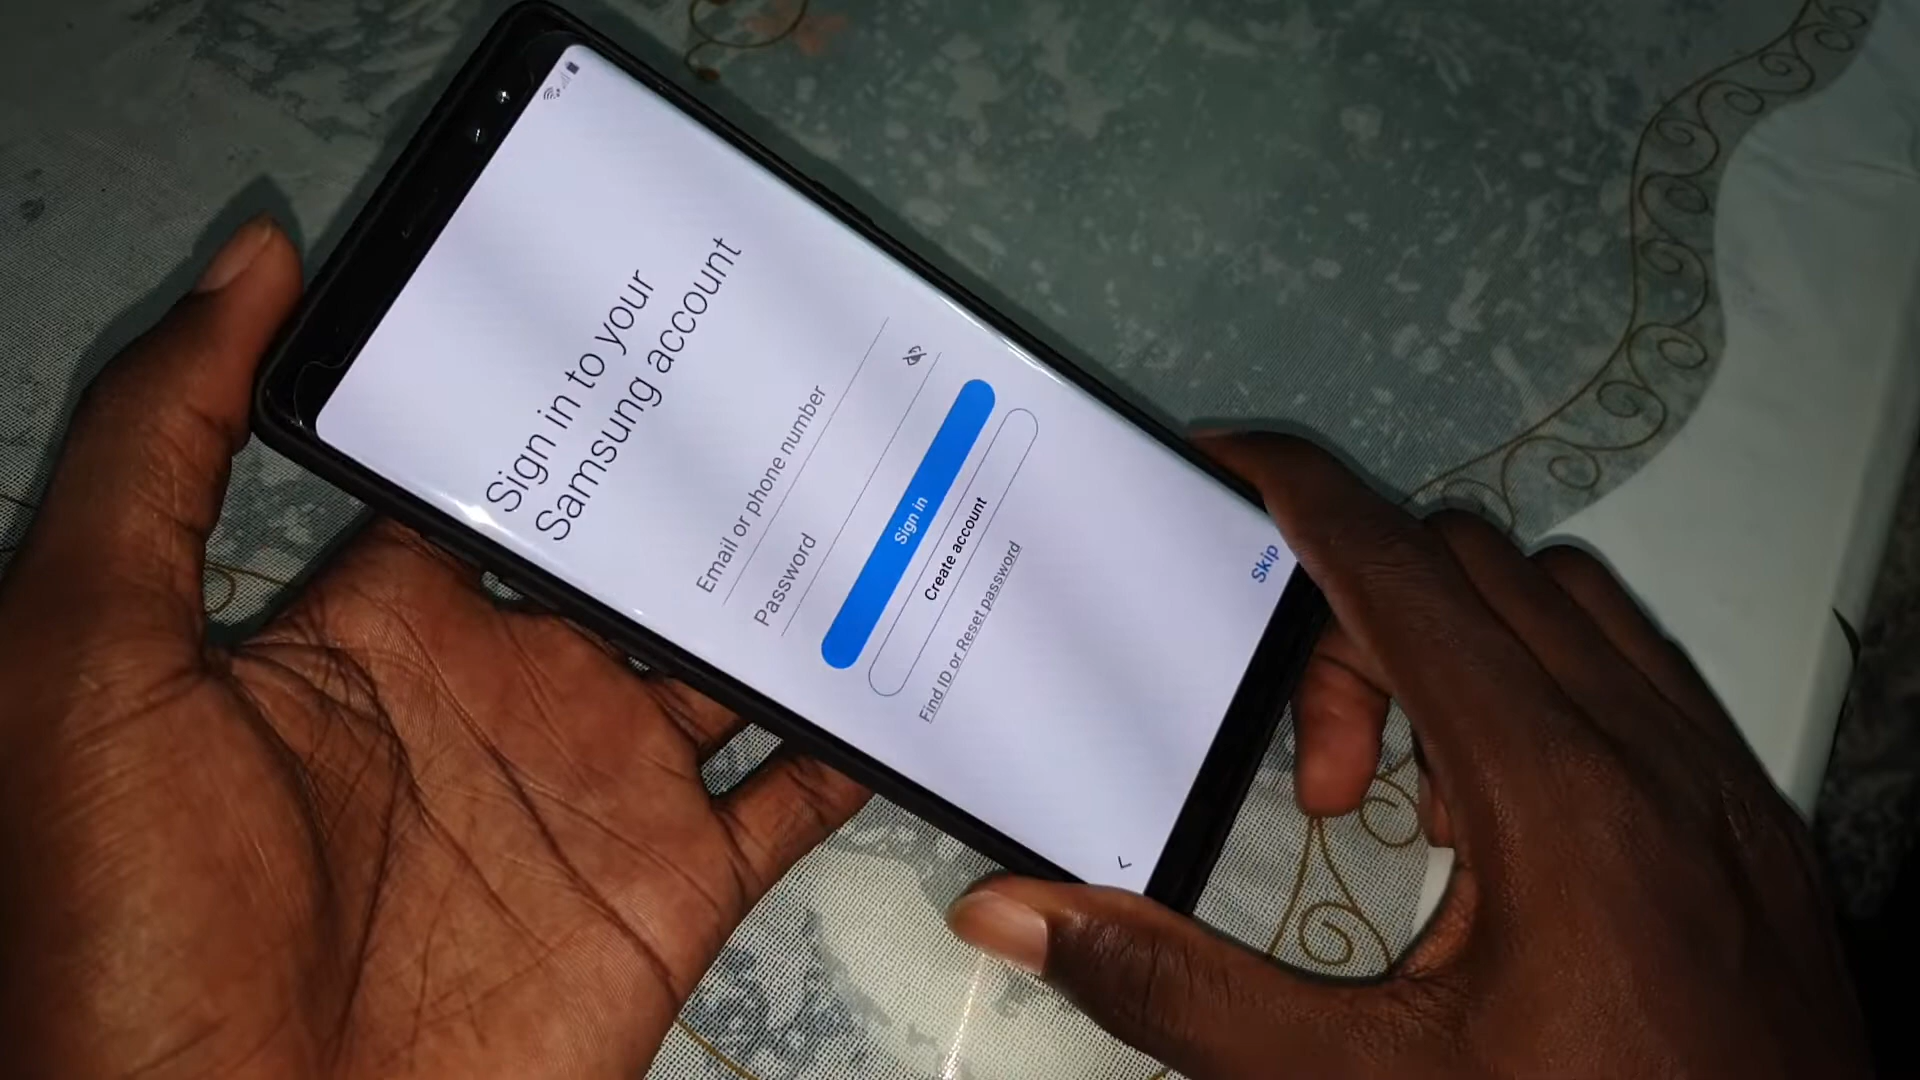 Sign in to your
Samsung account
Email or phone number
Password
Sign in
Create account
Find ID or Reset password
Skip